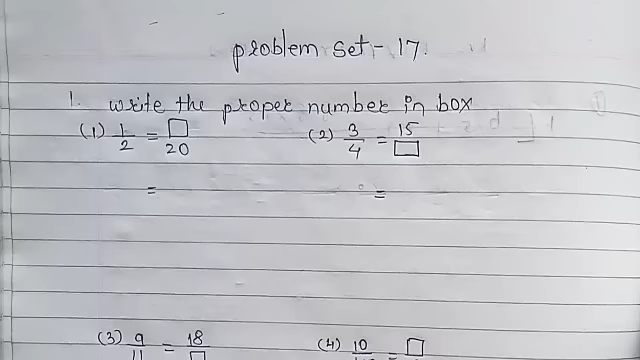 problem set - 17.
1. write the proper number in box
(1) 1/2 = □/20 (2) 3/4 = 15/□
= =
(3) 9/11 = 18/□ (4) 10/ = □